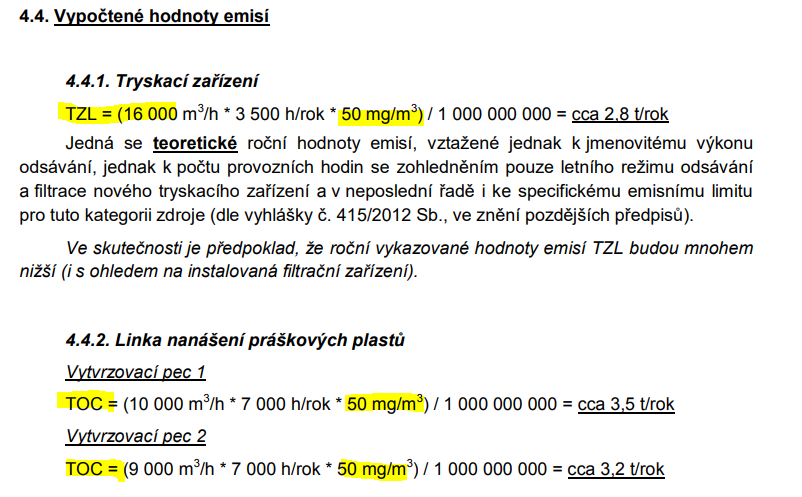 4.4. Vypočtené hodnoty emisí
4.4.1. Tryskací zařízení
TZL = (16 000 m³/h * 3 500 h/rok * 50 mg/m³) / 1 000 000 000 = cca 2,8 t/rok
Jedná se teoretické roční hodnoty emisí, vztažené jednak k jmenovitému výkonu
odsávání, jednak k počtu provozních hodin se zohledněním pouze letního režimu odsávání
a filtrace nového tryskacího zařízení a v neposlední řadě i ke specifickému emisnímu limitu
pro tuto kategorii zdroje (dle vyhlášky č. 415/2012 Sb., ve znění pozdějších předpisů).
Ve skutečnosti je předpoklad, že roční vykazované hodnoty emisí TZL budou mnohem
nižší (i s ohledem na instalovaná filtrační zařízení).
4.4.2. Linka nanášení práškových plastů
Vytvrzovací pec 1
TOC = (10 000 m³/h * 7 000 h/rok * 50 mg/m³) / 1 000 000 000 = cca 3,5 t/rok
Vytvrzovací pec 2
TOC = (9 000 m³/h * 7 000 h/rok * 50 mg/m³) / 1 000 000 000 = cca 3,2 t/rok